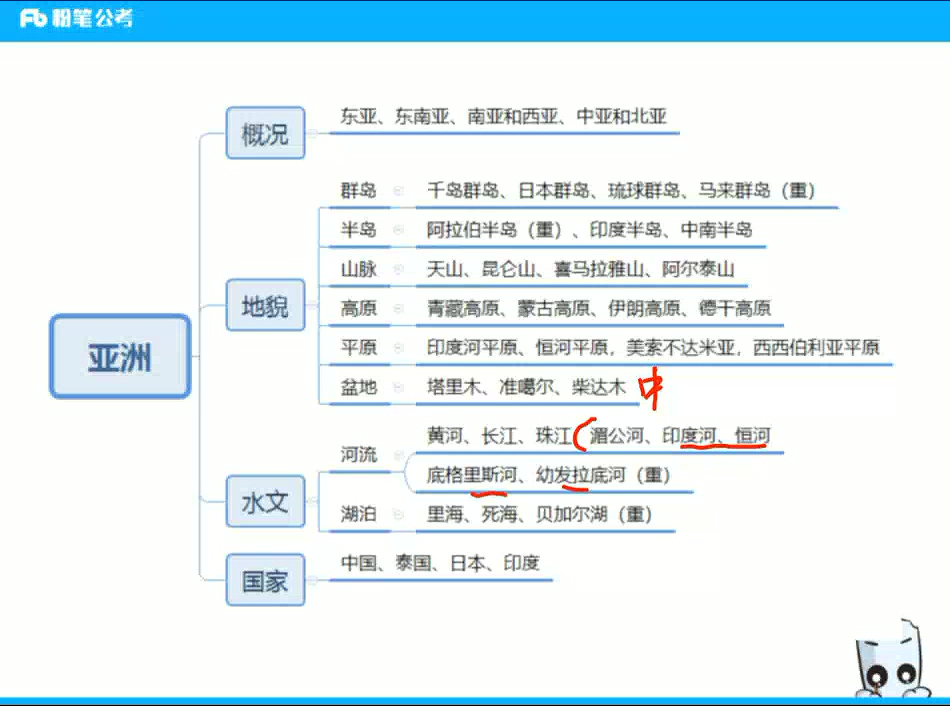 粉笔公考
概况
东亚、东南亚、南亚和西亚、中亚和北亚
亚洲
地貌
群岛 千岛群岛、日本群岛、琉球群岛、马来群岛（重）
半岛 阿拉伯半岛（重）、印度半岛、中南半岛
山脉 天山、昆仑山、喜马拉雅山、阿尔泰山
高原 青藏高原、蒙古高原、伊朗高原、德干高原
平原 印度河平原、恒河平原，美索不达米亚，西西伯利亚平原
盆地 塔里木、准噶尔、柴达木 中
水文
河流
黄河、长江、珠江（湄公河、印度河、恒河
底格里斯河、幼发拉底河（重）
湖泊 里海、死海、贝加尔湖（重）
国家
中国、泰国、日本、印度